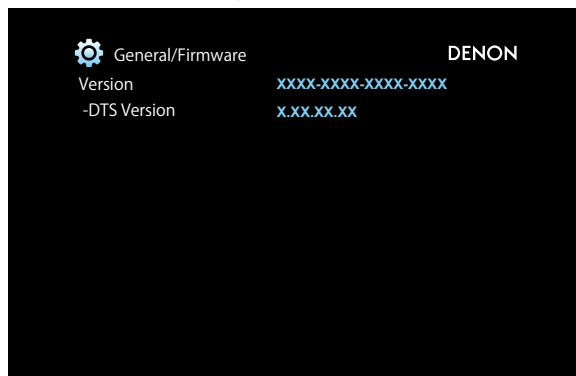 General/Firmware DENON
Version XXXX-XXXX-XXXX-XXXX
-DTS Version X.XX.XX.XX